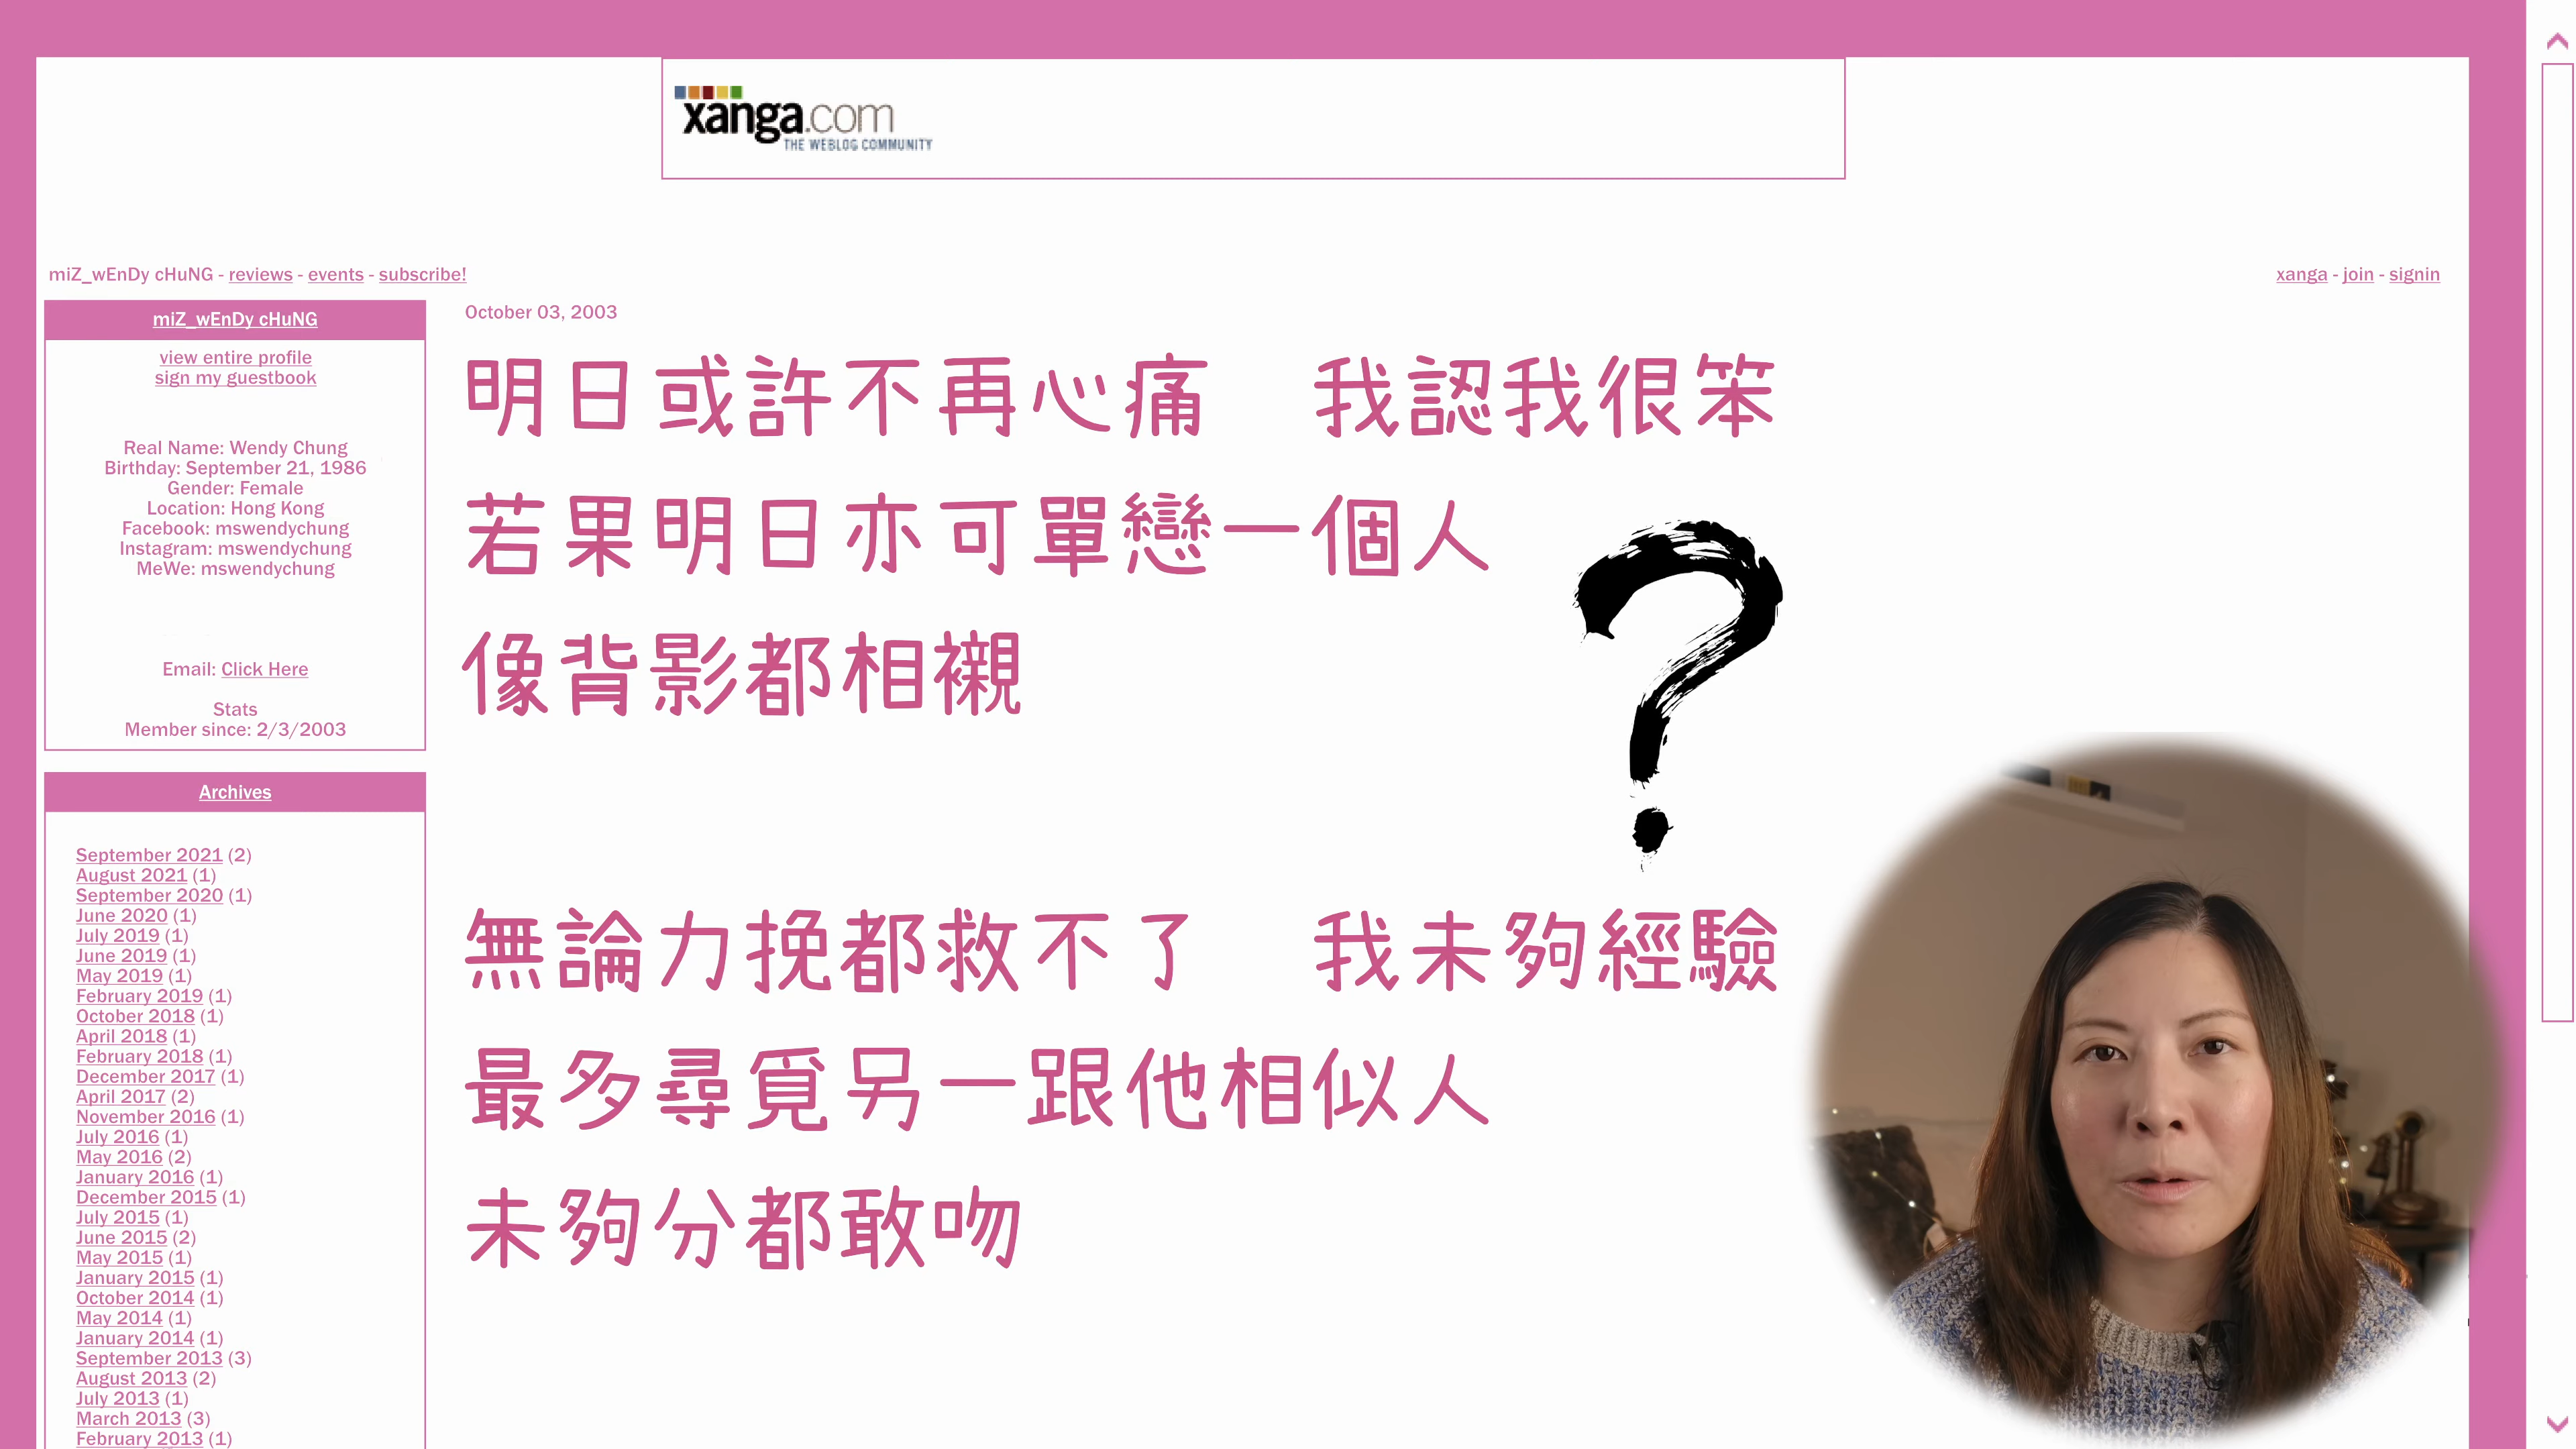 xanga.com
THE WEBLOG COMMUNITY
miZ_wEnDy cHuNG - reviews - events - subscribe!
xanga - join - signin
miZ_wEnDy cHuNG
view entire profile
sign my guestbook
Real Name: Wendy Chung
Birthday: September 21, 1986
Gender: Female
Location: Hong Kong
Facebook: mswendychung
Instagram: mswendychung
MeWe: mswendychung
Email: Click Here
Stats
Member since: 2/3/2003
Archives
September 2021 (2)
August 2021 (1)
September 2020 (1)
June 2020 (1)
July 2019 (1)
June 2019 (1)
May 2019 (1)
February 2019 (1)
October 2018 (1)
April 2018 (1)
February 2018 (1)
December 2017 (1)
April 2017 (2)
November 2016 (1)
July 2016 (1)
May 2016 (2)
January 2016 (1)
December 2015 (1)
July 2015 (1)
June 2015 (2)
May 2015 (1)
January 2015 (1)
October 2014 (1)
May 2014 (1)
January 2014 (1)
September 2013 (3)
August 2013 (2)
July 2013 (1)
March 2013 (3)
February 2013 (1)
October 03, 2003
明日或許不再心痛 我認我很笨
若果明日亦可單戀一個人
像背影都相襯
?
無論力挽都救不了 我未夠經驗
最多尋覓另一跟他相似人
未夠分都敢吻